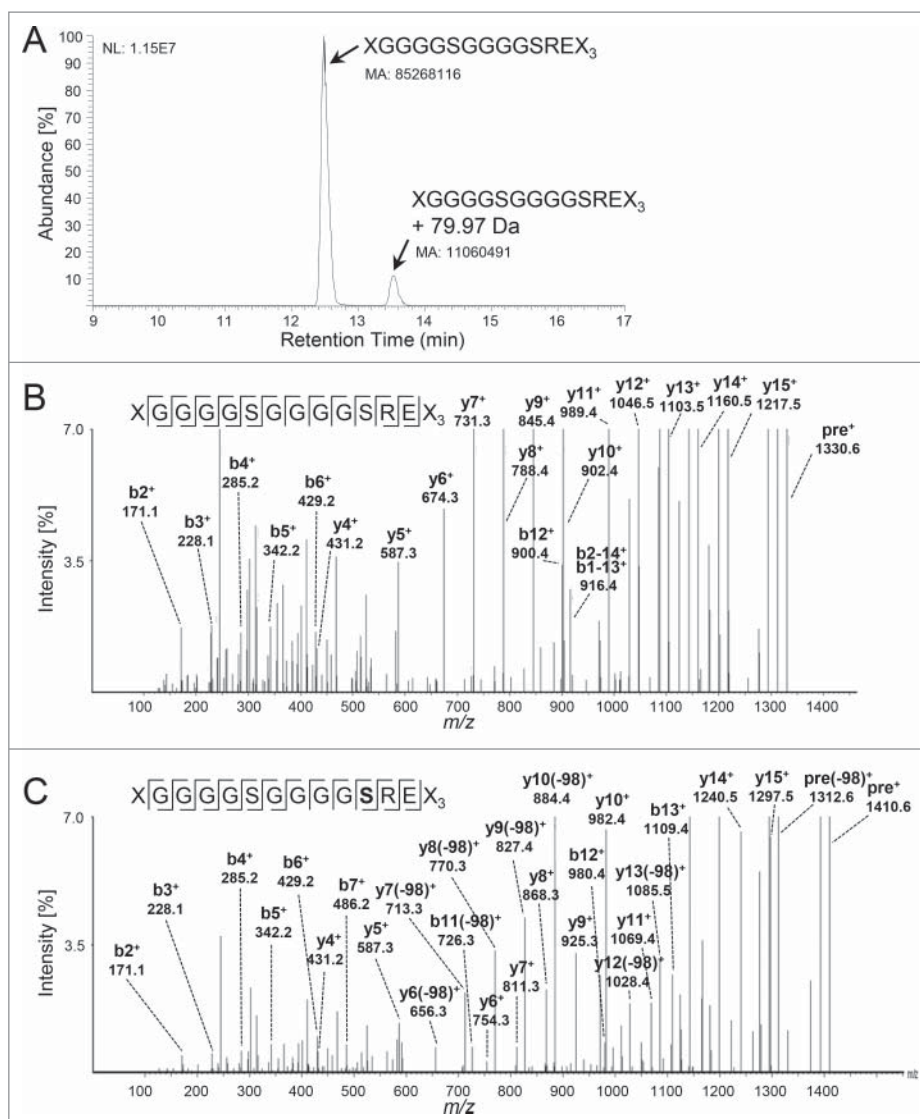 A
NL: 1.15E7
XGGGGSGGGGSREX₃
MA: 85268116
XGGGGSGGGGSREX₃
+ 79.97 Da
MA: 11060491
Abundance [%]
100
90
80
70
60
50
40
30
20
10
9 10 11 12 13 14 15 16 17
Retention Time (min)
B
XGGGGSGGGGSREX₃
Intensity [%]
7.0
3.5
b2⁺
171.1
b3⁺
228.1
b4⁺
285.2
b5⁺
342.2
b6⁺
429.2
y4⁺
431.2
y5⁺
587.3
y6⁺
674.3
y7⁺
731.3
y8⁺
788.4
y9⁺
845.4
b12⁺
900.4
y10⁺
902.4
b2-14⁺
b1-13⁺
916.4
y11⁺
989.4
y12⁺
1046.5
y13⁺
1103.5
y14⁺
1160.5
y15⁺
1217.5
pre⁺
1330.6
100 200 300 400 500 600 700 800 900 1000 1100 1200 1300 1400
m/z
C
XGGGGSGGGGSREX₃
Intensity [%]
7.0
3.5
b2⁺
171.1
b3⁺
228.1
b4⁺
285.2
b5⁺
342.2
b6⁺
429.2
y4⁺
431.2
b7⁺
486.2
y5⁺
587.3
y6(-98)⁺
656.3
y7(-98)⁺
713.3
b11(-98)⁺
726.3
y6⁺
754.3
y8(-98)⁺
770.3
y7⁺
811.3
y9(-98)⁺
827.4
y8⁺
868.3
y10(-98)⁺
884.4
y9⁺
925.3
b12⁺
980.4
y10⁺
982.4
y12(-98)⁺
1028.4
y11⁺
1069.4
y13(-98)⁺
1085.5
b13⁺
1109.4
y14⁺
1240.5
y15⁺
1297.5
pre(-98)⁺
1312.6
pre⁺
1410.6
100 200 300 400 500 600 700 800 900 1000 1100 1200 1300 1400
m/z
m/z